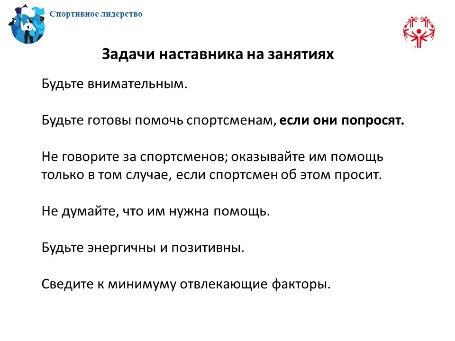 Спортивное лидерство
Задачи наставника на занятиях
Будьте внимательным.
Будьте готовы помочь спортсменам, если они попросят.
Не говорите за спортсменов; оказывайте им помощь
только в том случае, если спортсмен об этом просит.
Не думайте, что им нужна помощь.
Будьте энергичны и позитивны.
Сведите к минимуму отвлекающие факторы.